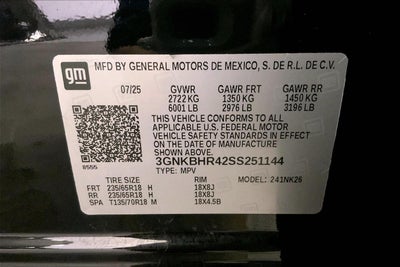 gm
MFD BY GENERAL MOTORS DE MEXICO, S. DE R.L. DE C.V.
07/25 GVWR GAWR FRT GAWR RR
2722 KG 1350 KG 1450 KG
6001 LB 2976 LB 3196 LB
THIS VEHICLE CONFORMS TO ALL
APPLICABLE U.S. FEDERAL MOTOR
VEHICLE SAFETY STANDARDS IN EFFECT ON
THE DATE OF MANUFACTURE SHOWN ABOVE.
3GNKBHR42SS251144
8555 TYPE: MPV MODEL: 241NK26
TIRE SIZE RIM
FRT 235/65R18 H 18X8J
RR 235/65R18 H 18X8J
SPA T135/70R18 M 18X4.5B